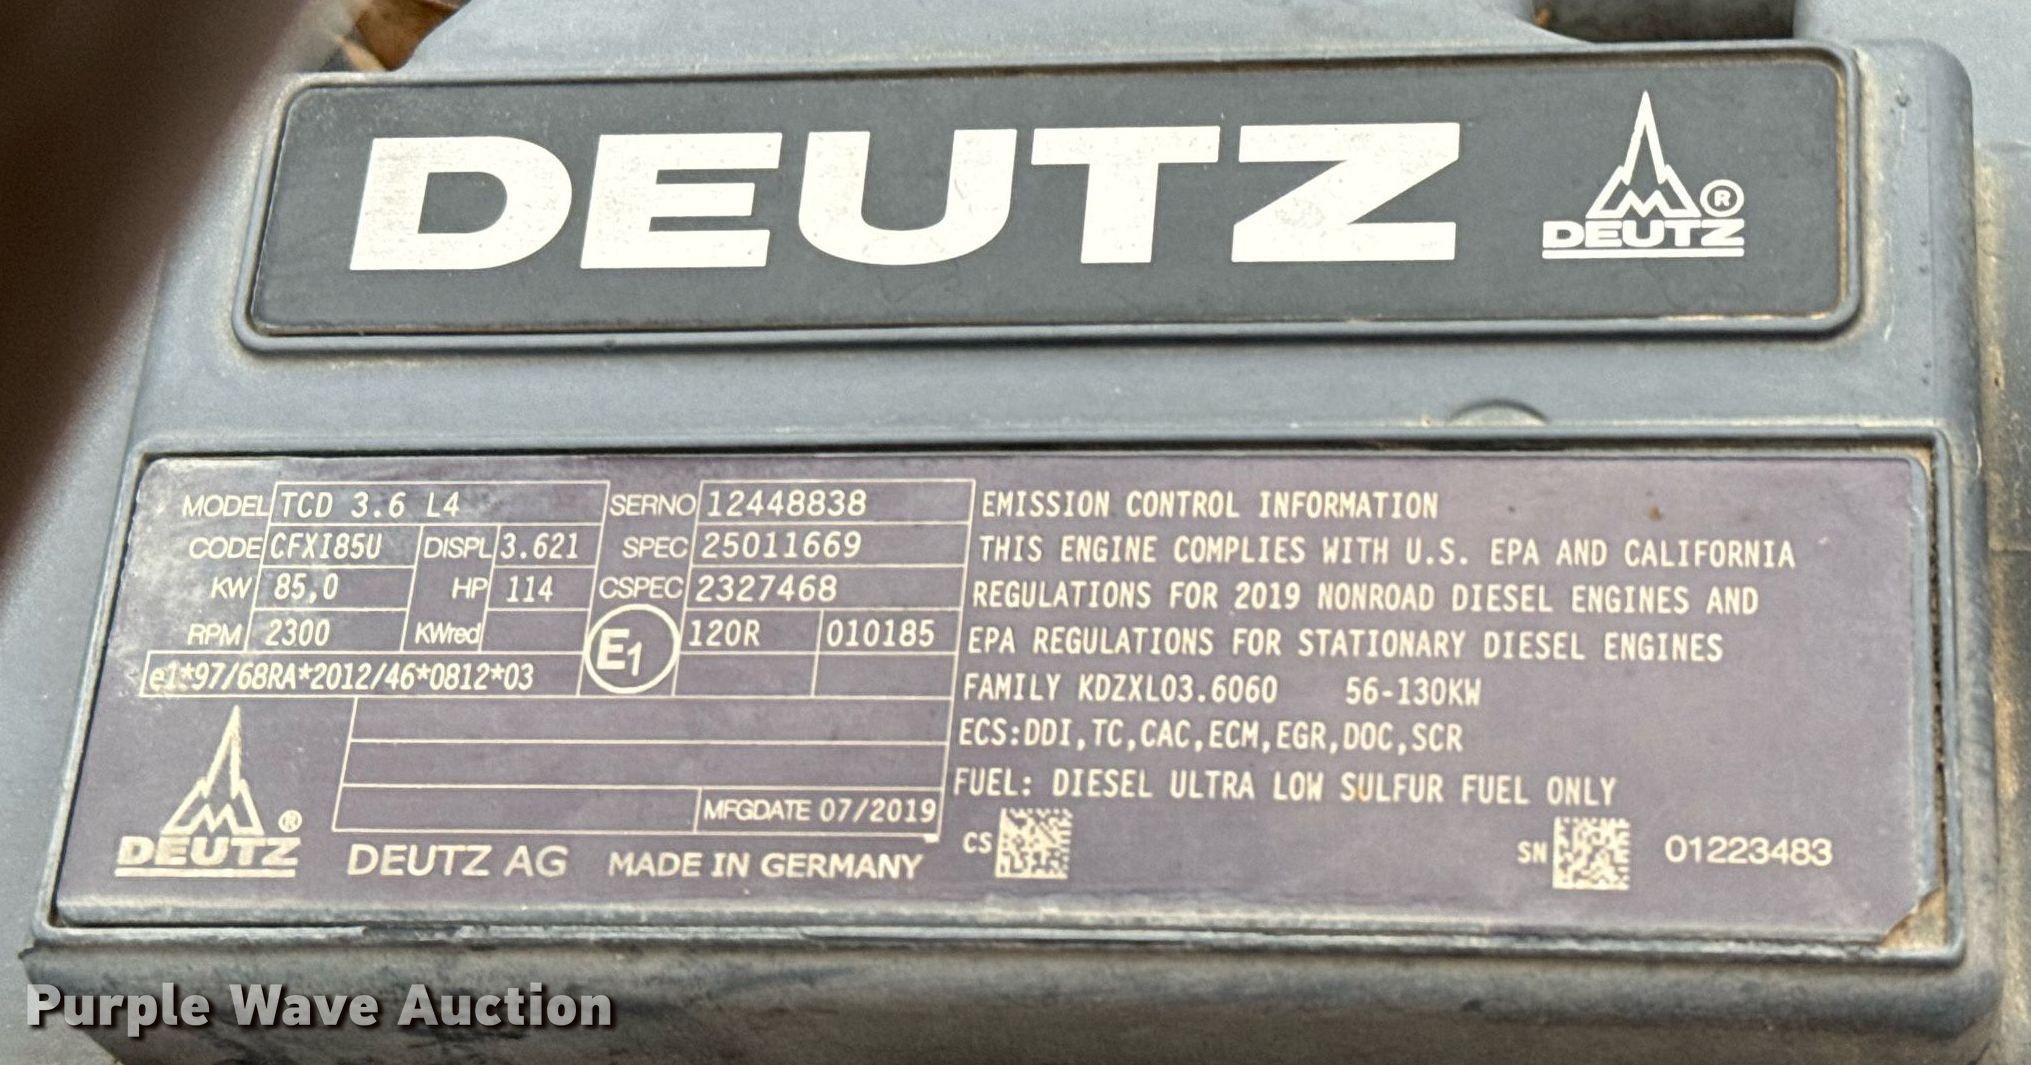 DEUTZ
DEUTZ ®
MODEL TCD 3.6 L4 SERNO 12448838
CODE CFXI85U DISPL 3.621 SPEC 25011669
KW 85,0 HP 114 CSPEC 2327468
RPM 2300 KWred E1 120R 010185
e1*97/68RA*2012/46*0812*03
MFGDATE 07/2019
DEUTZ ®
DEUTZ AG MADE IN GERMANY
EMISSION CONTROL INFORMATION
THIS ENGINE COMPLIES WITH U.S. EPA AND CALIFORNIA
REGULATIONS FOR 2019 NONROAD DIESEL ENGINES AND
EPA REGULATIONS FOR STATIONARY DIESEL ENGINES
FAMILY KDZXL03.6060 56-130KW
ECS:DDI,TC,CAC,ECM,EGR,DOC,SCR
FUEL: DIESEL ULTRA LOW SULFUR FUEL ONLY
CS SN 01223483
Purple Wave Auction